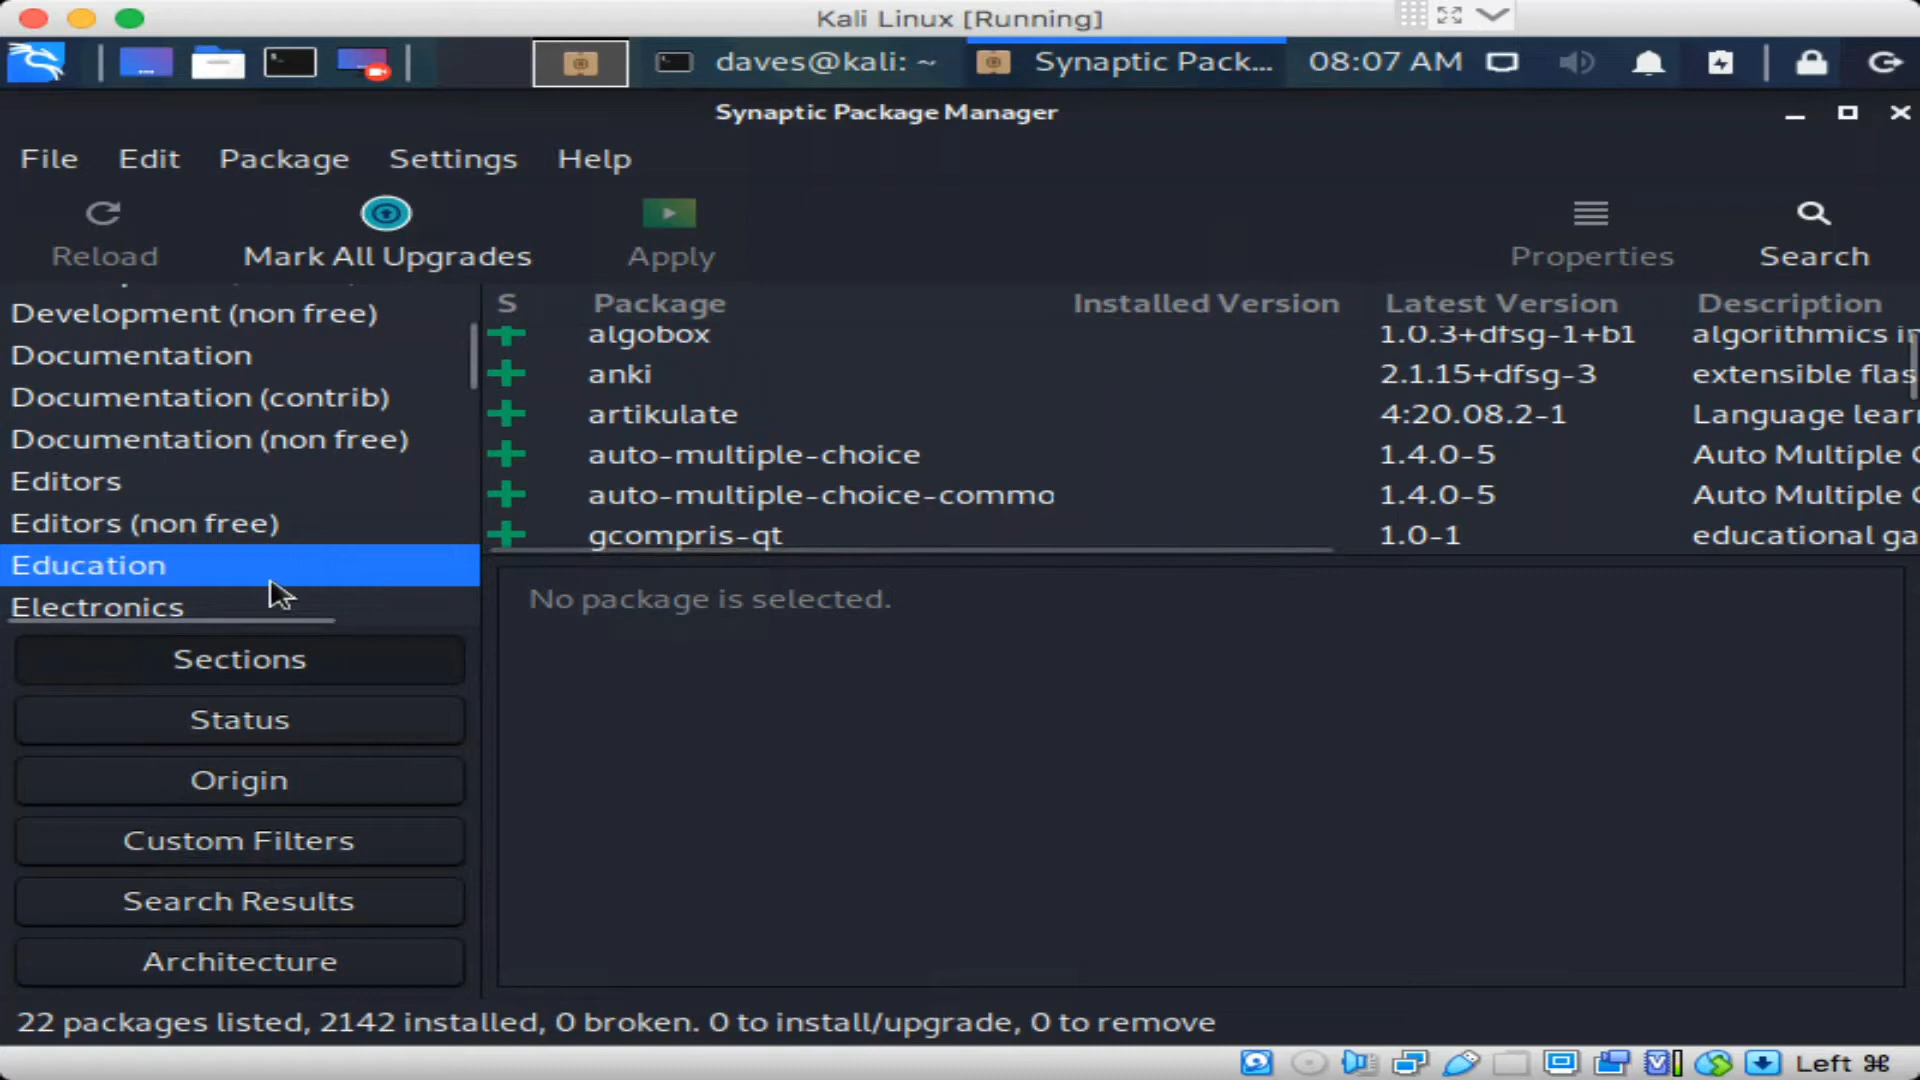 Kali Linux [Running]
daves@kali: ~
Synaptic Pack...
08:07 AM
Synaptic Package Manager
File Edit Package Settings Help
Reload Mark All Upgrades Apply Properties Search
Development (non free)
Documentation
Documentation (contrib)
Documentation (non free)
Editors
Editors (non free)
Education
Electronics
S Package Installed Version Latest Version Description
algobox 1.0.3+dfsg-1+b1 algorithmics in
anki 2.1.15+dfsg-3 extensible flas
artikulate 4:20.08.2-1 Language lear
auto-multiple-choice 1.4.0-5 Auto Multiple
auto-multiple-choice-commo 1.4.0-5 Auto Multiple
gcompris-qt 1.0-1 educational ga
No package is selected.
Sections
Status
Origin
Custom Filters
Search Results
Architecture
22 packages listed, 2142 installed, 0 broken. 0 to install/upgrade, 0 to remove
Left ⌘